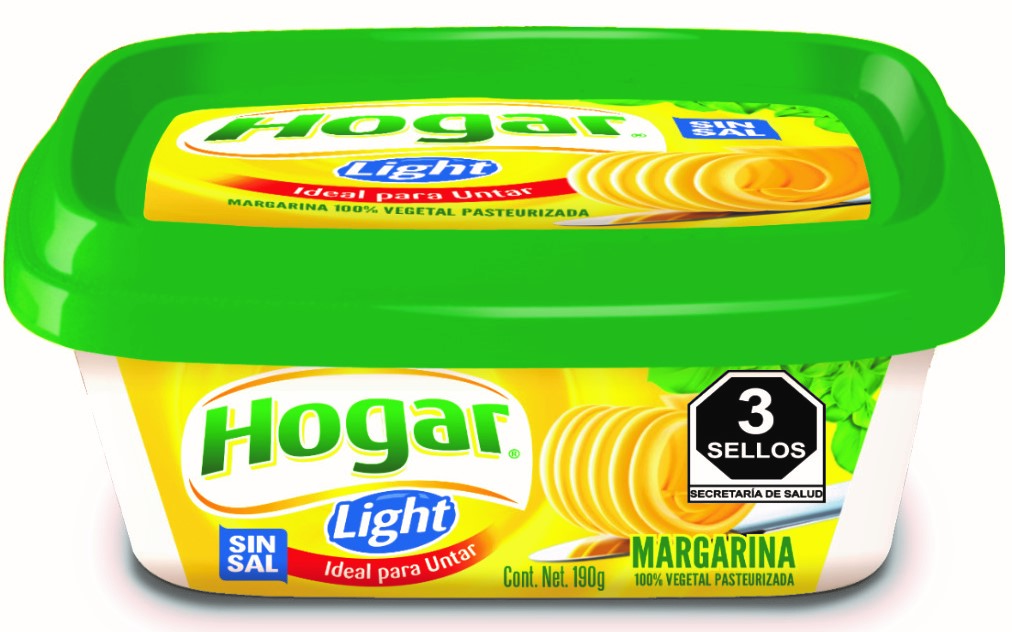 Hogar®
SIN
SAL
Light
Ideal para Untar
MARGARINA 100% VEGETAL PASTEURIZADA
Hogar®
Light
SIN
SAL
Ideal para Untar
Cont. Net. 190g
MARGARINA
100% VEGETAL PASTEURIZADA
3
SELLOS
SECRETARÍA DE SALUD